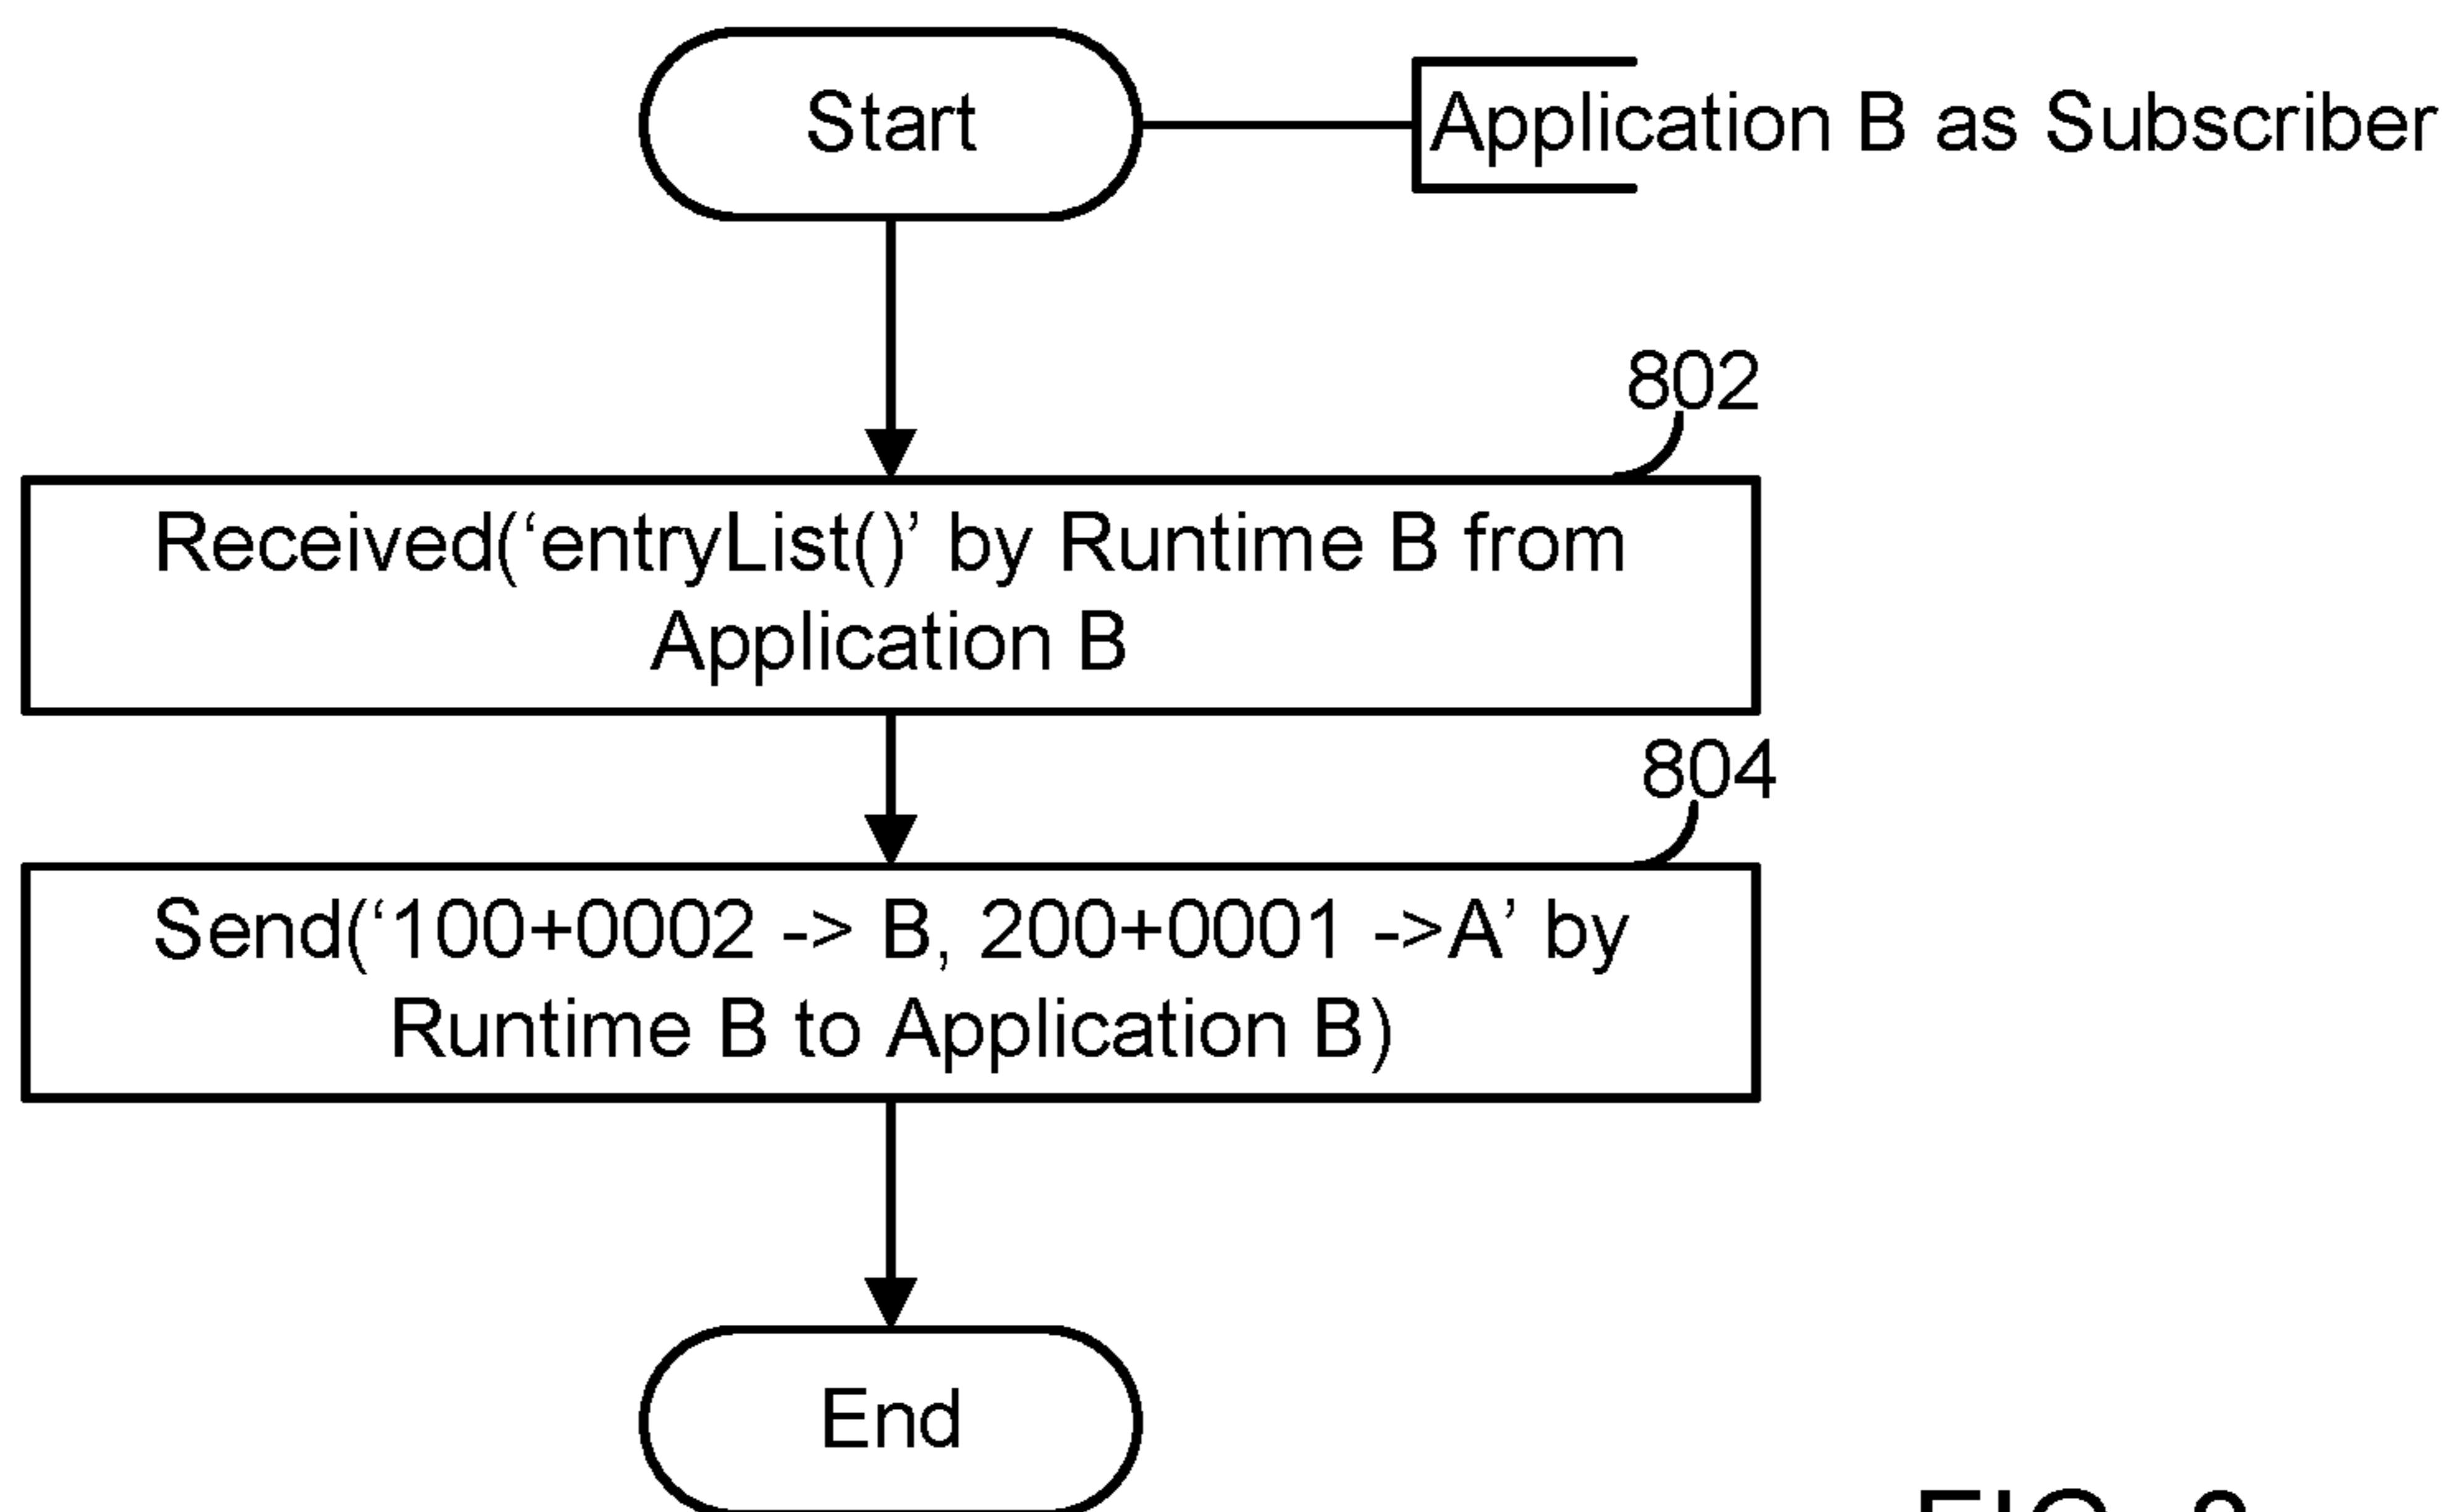 Start
Application B as Subscriber
802
Received(‘entryList()’ by Runtime B from
Application B
804
Send(‘100+0002 -> B, 200+0001 ->A’ by
Runtime B to Application B)
End